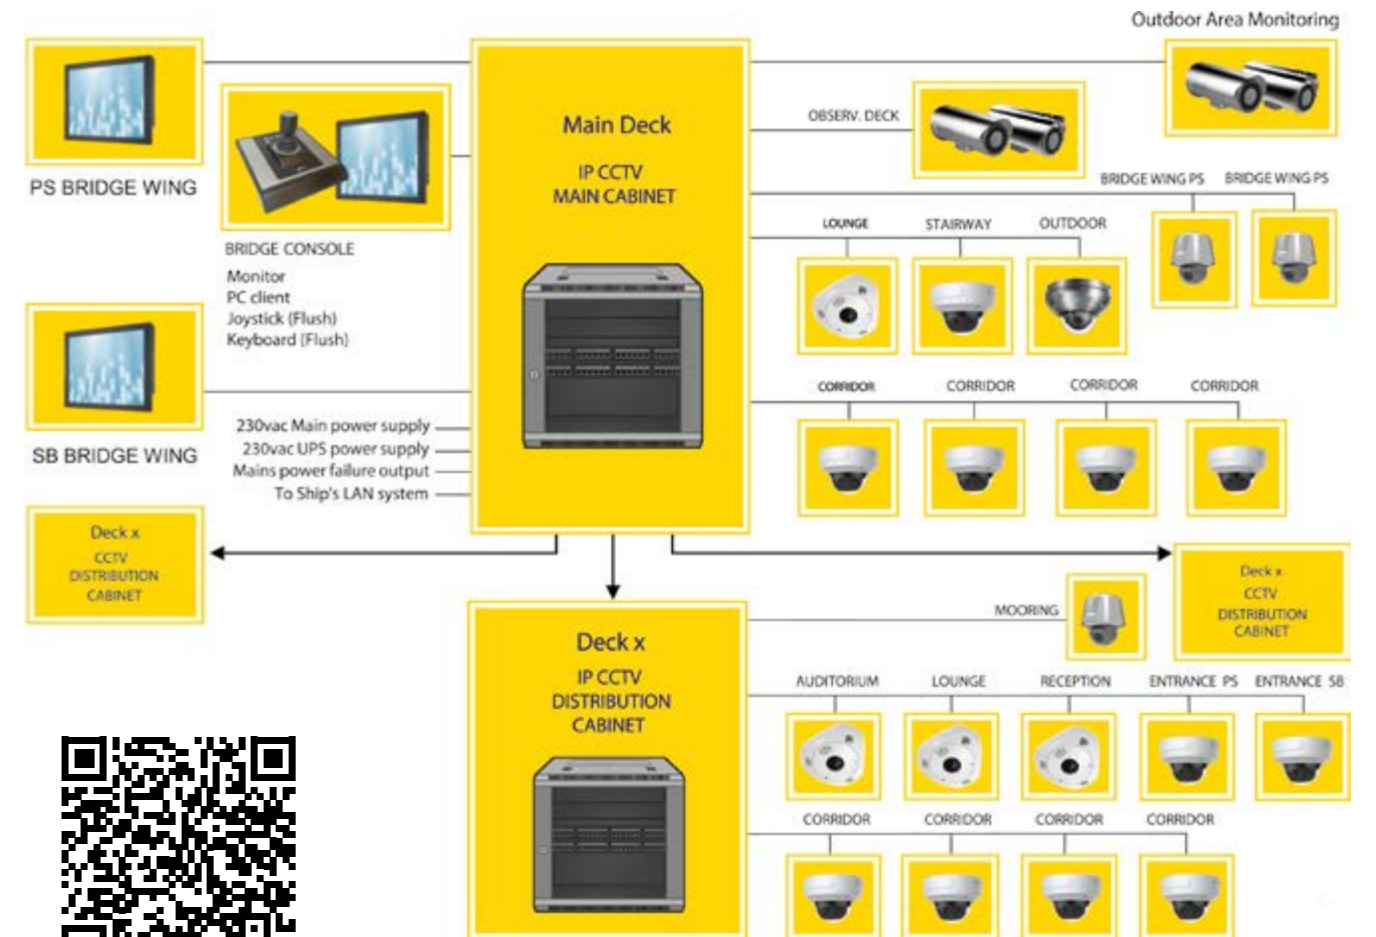 Outdoor Area Monitoring
PS BRIDGE WING
BRIDGE CONSOLE
Monitor
PC client
Joystick (Flush)
Keyboard (Flush)
SB BRIDGE WING
230vac Main power supply
230vac UPS power supply
Mains power failure output
To Ship's LAN system
Main Deck
IP CCTV
MAIN CABINET
OBSERV. DECK
BRIDGE WING PS BRIDGE WING PS
LOUNGE STAIRWAY OUTDOOR
CORRIDOR CORRIDOR CORRIDOR CORRIDOR
Deck x
CCTV
DISTRIBUTION
CABINET
Deck x
IP CCTV
DISTRIBUTION
CABINET
Deck x
CCTV
DISTRIBUTION
CABINET
MOORING
AUDITORIUM LOUNGE RECEPTION ENTRANCE PS ENTRANCE SB
CORRIDOR CORRIDOR CORRIDOR CORRIDOR